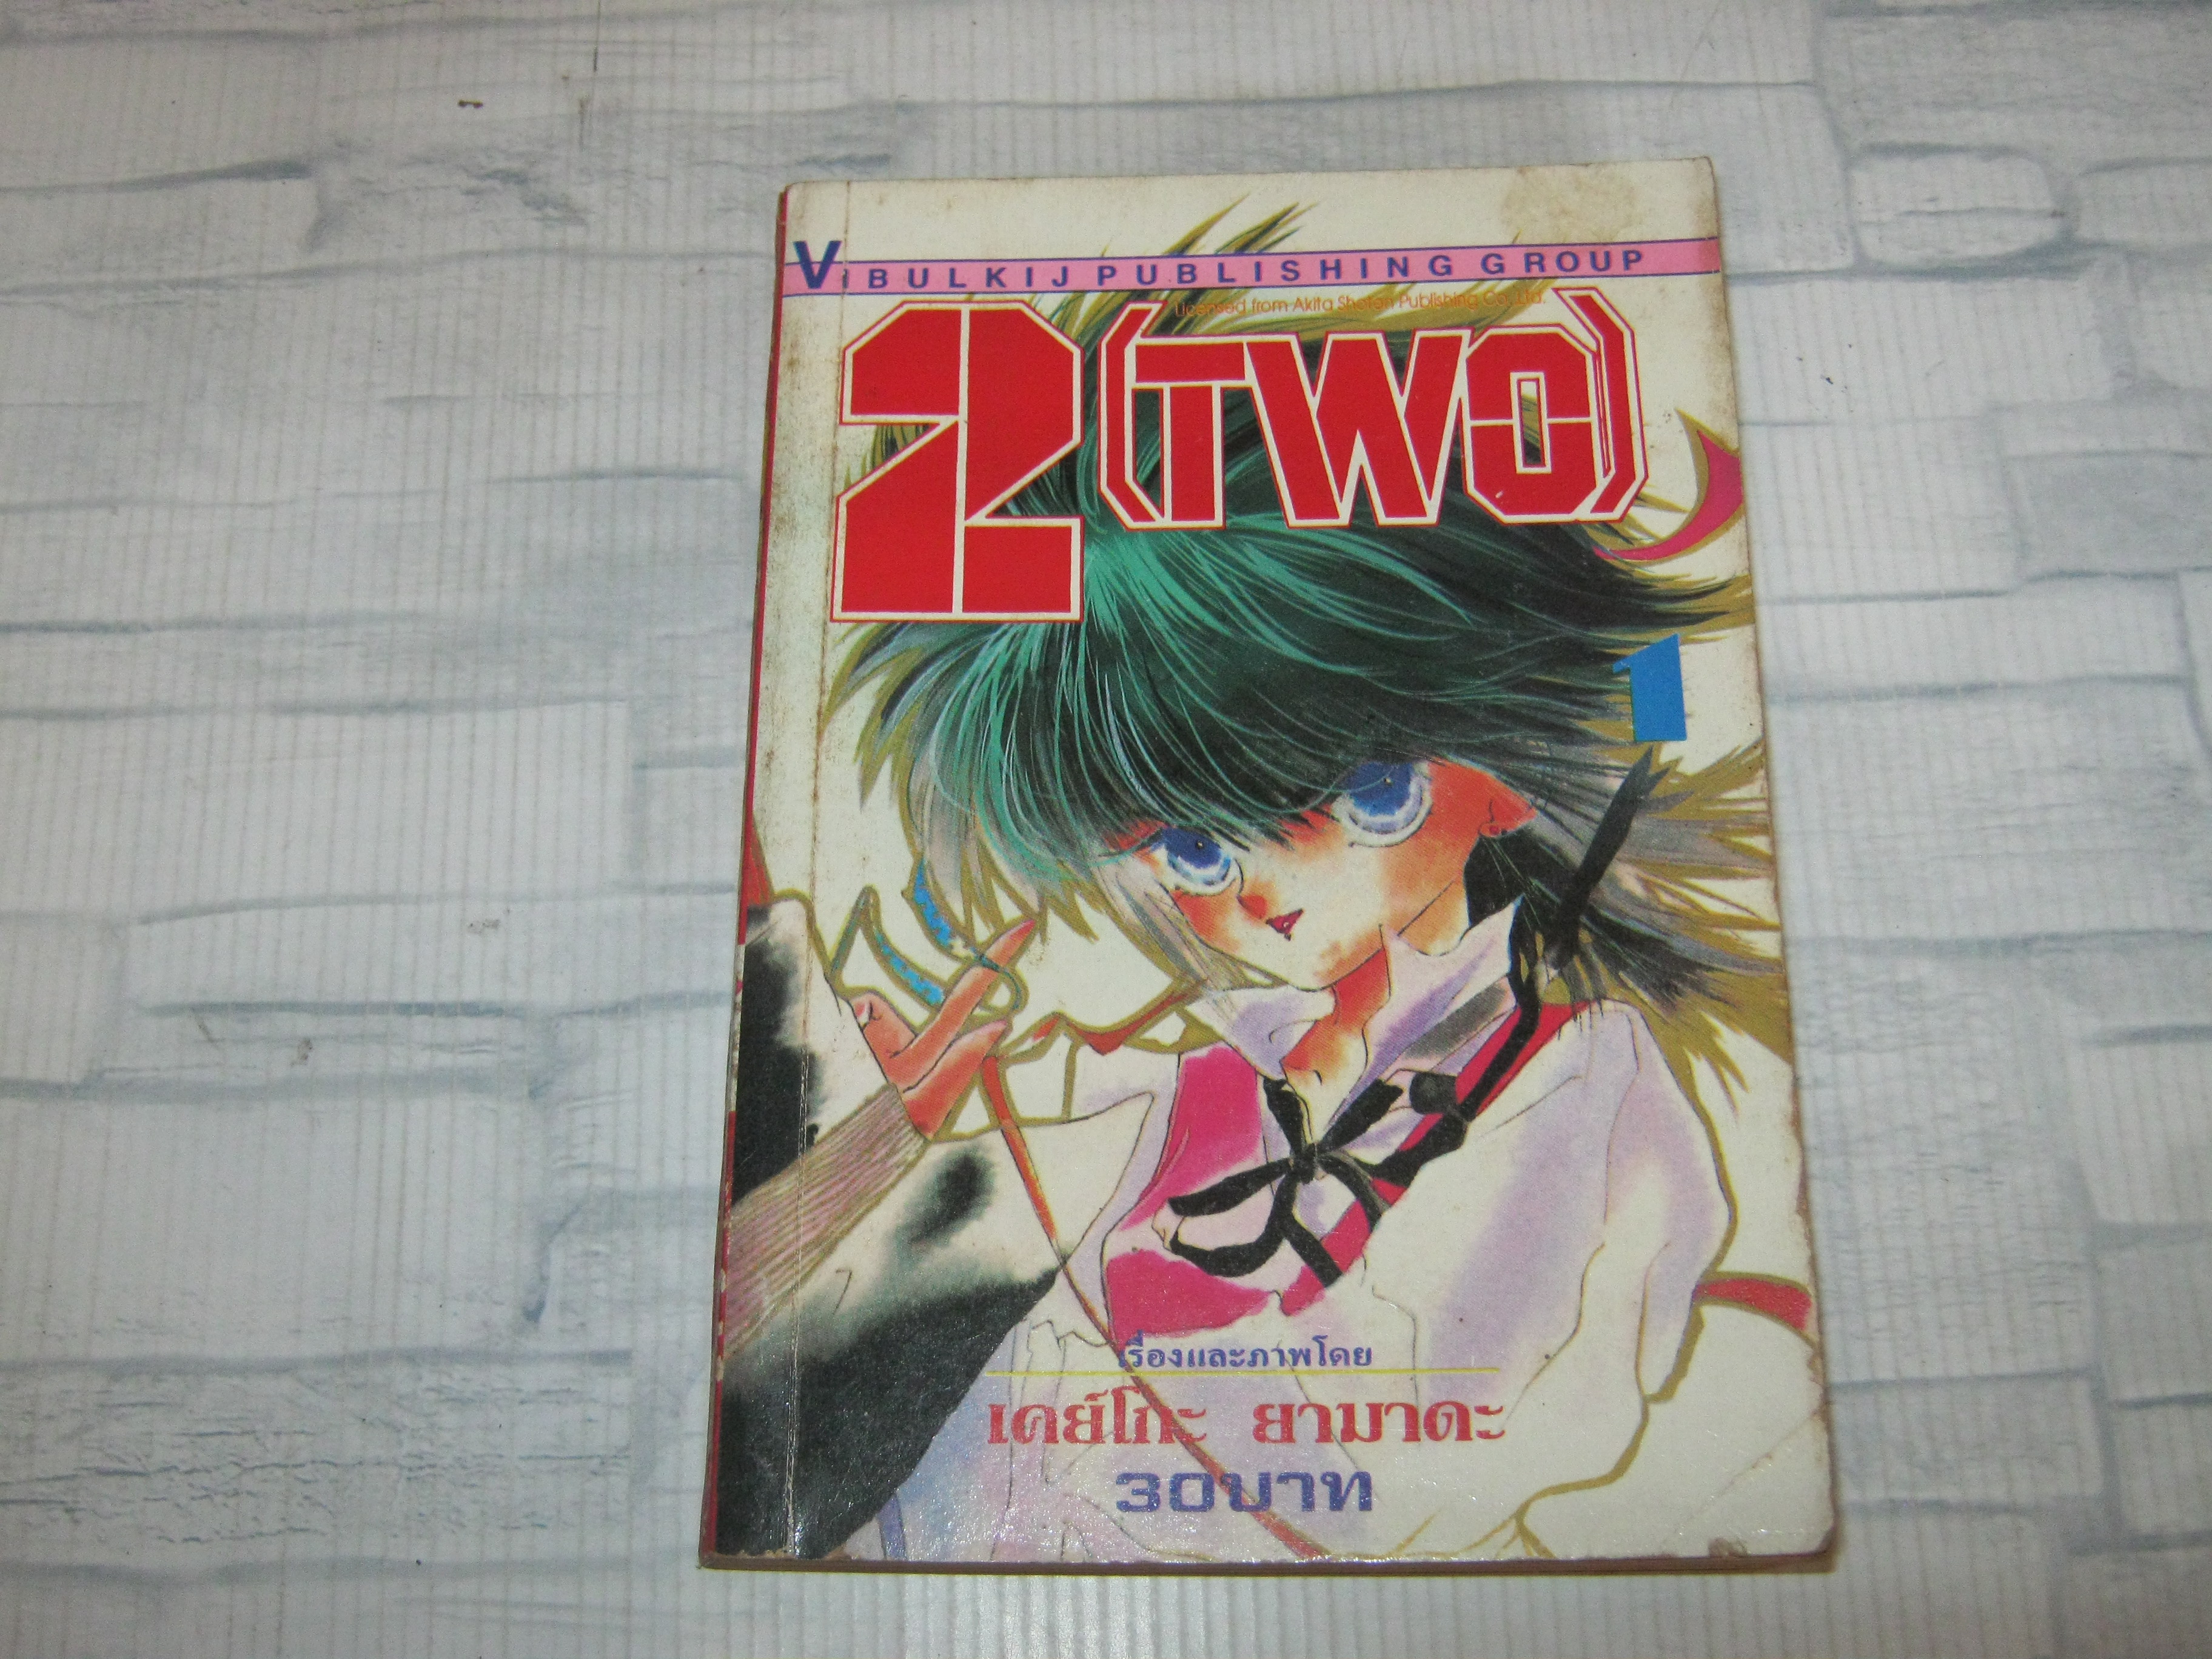 VIBULKIJ PUBLISHING GROUP
Licensed from Akita Shoten Publishing Co., Ltd.
2 (TWO)
1
เรื่องและภาพโดย
เคย์โกะ ยามาดะ
30บาท